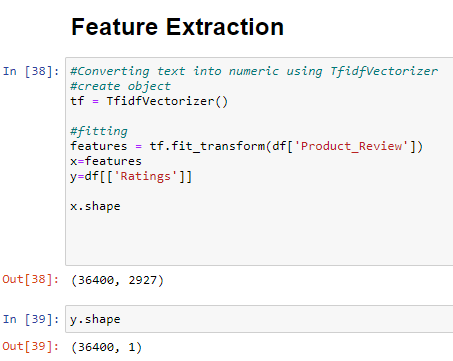 Feature Extraction
In [38]: #Converting text into numeric using TfidfVectorizer
#create object
tf = TfidfVectorizer()
#fitting
features = tf.fit_transform(df['Product_Review'])
x=features
y=df[['Ratings']]
x.shape
Out[38]: (36400, 2927)
In [39]: y.shape
Out[39]: (36400, 1)